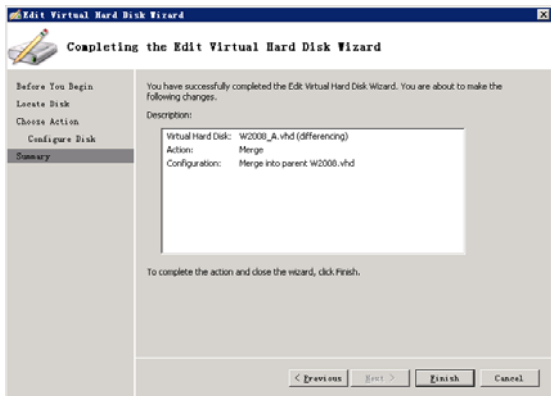 Edit Virtual Hard Disk Wizard
Completing the Edit Virtual Hard Disk Wizard
Before You Begin
Locate Disk
Choose Action
Configure Disk
Summary
You have successfully completed the Edit Virtual Hard Disk Wizard. You are about to make the
following changes.
Description:
Virtual Hard Disk: W2008_A.vhd (differencing)
Action: Merge
Configuration: Merge into parent W2008.vhd
To complete the action and close the wizard, click Finish.
< Previous Next > Finish Cancel